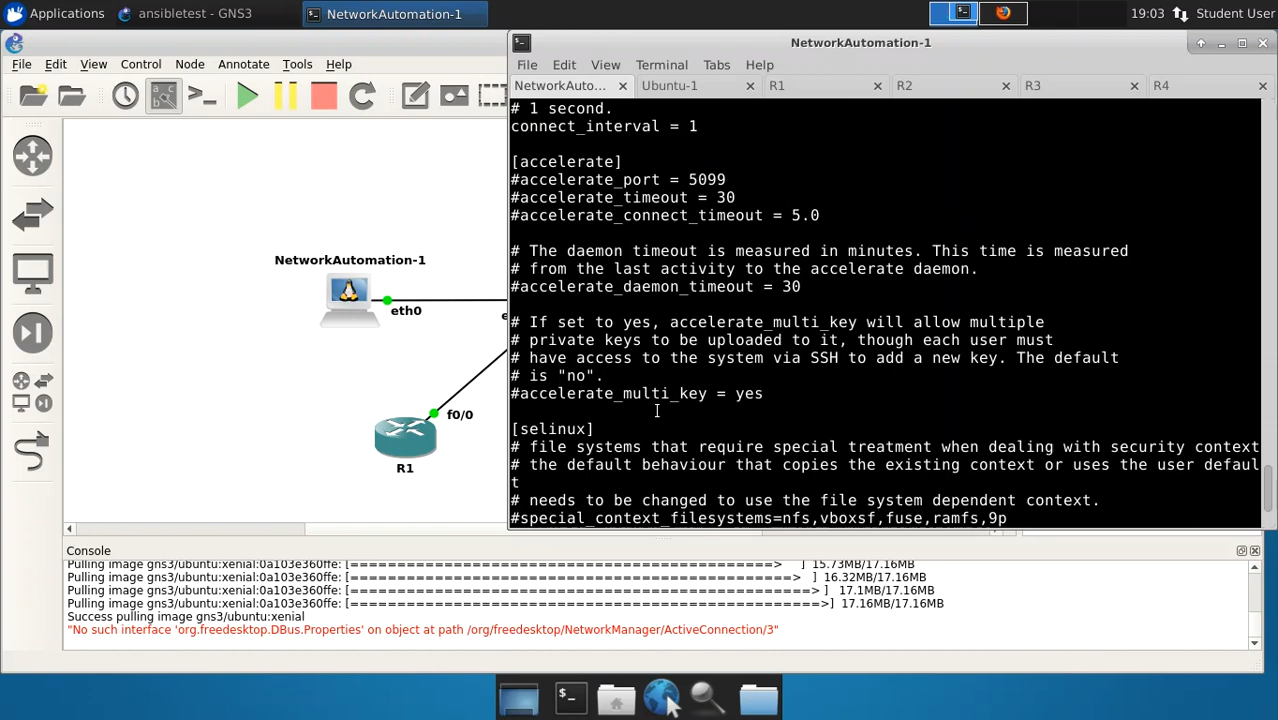 Applications
ansibletest - GNS3
NetworkAutomation-1
19:03
Student User
File Edit View Control Node Annotate Tools Help
NetworkAutomation-1
eth0
e
f0/0
R1
NetworkAutomation-1
File Edit View Terminal Tabs Help
NetworkAuto... Ubuntu-1 R1 R2 R3 R4
# 1 second.
connect_interval = 1
[accelerate]
#accelerate_port = 5099
#accelerate_timeout = 30
#accelerate_connect_timeout = 5.0
# The daemon timeout is measured in minutes. This time is measured
# from the last activity to the accelerate daemon.
#accelerate_daemon_timeout = 30
# If set to yes, accelerate_multi_key will allow multiple
# private keys to be uploaded to it, though each user must
# have access to the system via SSH to add a new key. The default
# is "no".
#accelerate_multi_key = yes
[selinux]
# file systems that require special treatment when dealing with security context
# the default behaviour that copies the existing context or uses the user defaul
t
# needs to be changed to use the file system dependent context.
#special_context_filesystems=nfs,vboxsf,fuse,ramfs,9p
Console
Pulling image gns3/ubuntu:xenial:0a103e360ffe: [=============================================> ] 15.73MB/17.16MB
Pulling image gns3/ubuntu:xenial:0a103e360ffe: [===============================================> ] 16.32MB/17.16MB
Pulling image gns3/ubuntu:xenial:0a103e360ffe: [=================================================> ] 17.1MB/17.16MB
Pulling image gns3/ubuntu:xenial:0a103e360ffe: [==================================================>] 17.16MB/17.16MB
Success pulling image gns3/ubuntu:xenial
"No such interface 'org.freedesktop.DBus.Properties' on object at path /org/freedesktop/NetworkManager/ActiveConnection/3"